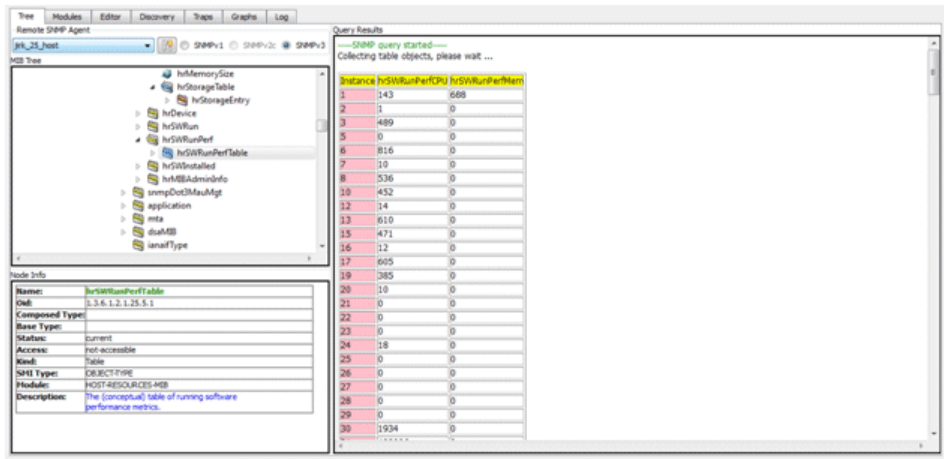 Tree Modules Editor Discovery Traps Graphs Log
Remote SNMP Agent
jrk_25_host SNMPv1 SNMPv2c SNMPv3
MIB Tree
hrMemorySize
hrStorageTable
hrStorageEntry
hrDevice
hrSWRun
hrSWRunPerf
hrSWRunPerfTable
hrSWInstalled
hrMIBAdminInfo
snmpDot3MauMgt
application
mta
dsaMIB
ianaifType
Node Info
Name: hrSWRunPerfTable
Oid: 1.3.6.1.2.1.25.5.1
Composed Type:
Base Type:
Status: current
Access: not-accessible
Kind: Table
SMI Type: OBJECT-TYPE
Module: HOST-RESOURCES-MIB
Description: The (conceptual) table of running software
performance metrics.
Query Results
-----SNMP query started-----
Collecting table objects, please wait ...
Instance hrSWRunPerfCPU hrSWRunPerfMem
1 143 688
2 1 0
3 489 0
5 0 0
6 816 0
7 10 0
8 536 0
10 452 0
12 14 0
13 610 0
15 471 0
16 12 0
17 605 0
19 385 0
20 10 0
21 0 0
22 0 0
23 0 0
24 18 0
25 0 0
26 0 0
27 0 0
28 0 0
29 0 0
30 1934 0